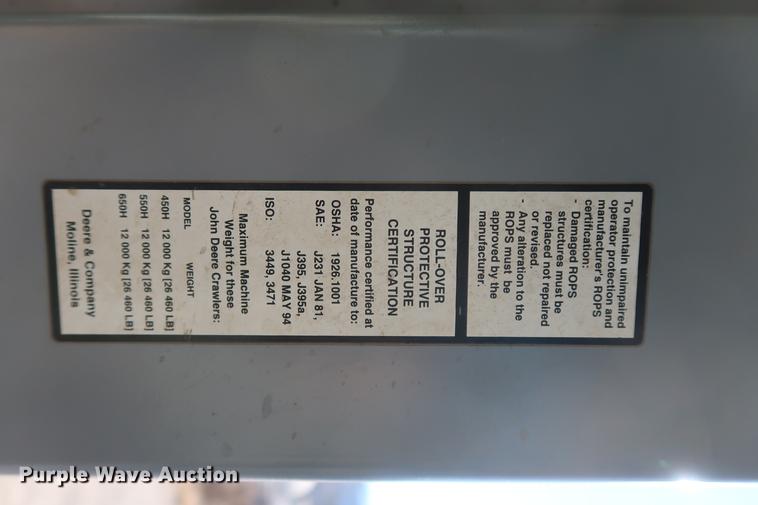 To maintain unimpaired
operator protection and
manufacturer's ROPS
certification:
- Damaged ROPS
structures must be
replaced not repaired
or revised.
- Any alteration to the
ROPS must be
approved by the
manufacturer.
ROLL-OVER
PROTECTIVE
STRUCTURE
CERTIFICATION
Performance certified at
date of manufacture to:
OSHA: 1926.1001
SAE: J231 JAN 81,
J395, J395a,
J1040 MAY 94
ISO: 3449, 3471
Maximum Machine
Weight for these
John Deere Crawlers:
MODEL WEIGHT
450H 12 000 Kg [26 460 LB]
550H 12 000 Kg [26 460 LB]
650H 12 000 Kg [26 460 LB]
Deere & Company
Moline, Illinois
Purple Wave Auction